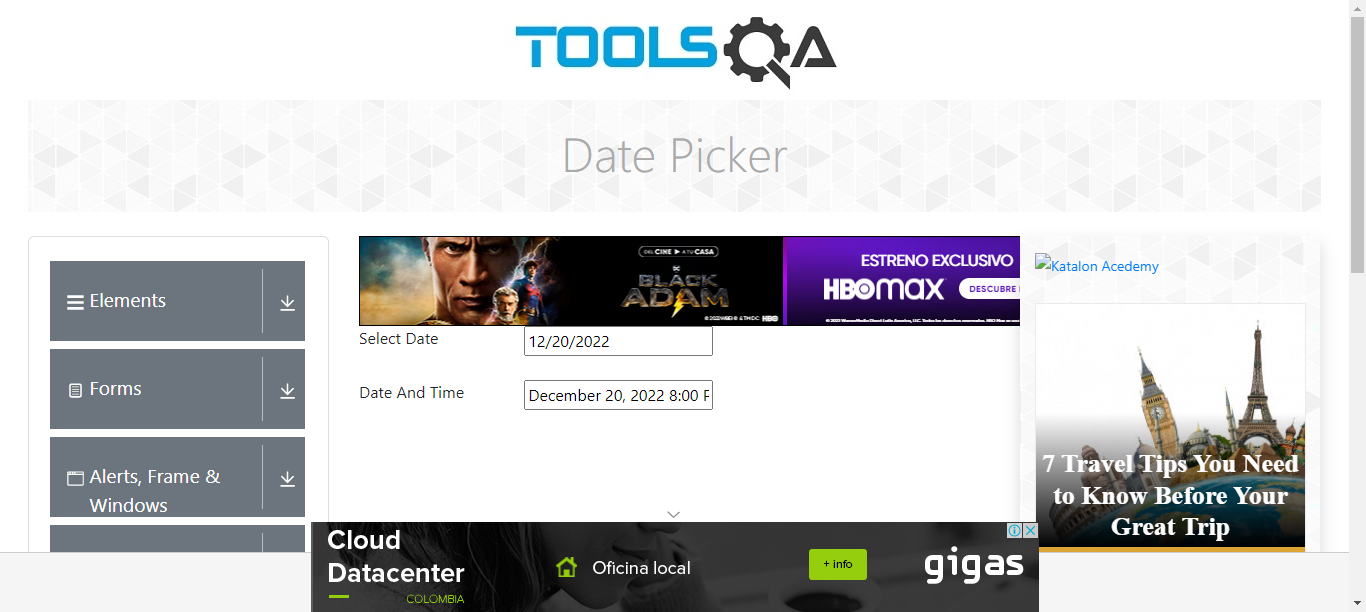 TOOLSQA
Date Picker
Elements
Forms
Alerts, Frame &
Windows
DEL CINE A TU CASA
DC
BLACK
ADAM
ESTRENO EXCLUSIVO
HBOMAX
DESCUBRE
Select Date
12/20/2022
Date And Time
December 20, 2022 8:00 P
Katalon Acedemy
7 Travel Tips You Need
to Know Before Your
Great Trip
Cloud
Datacenter
COLOMBIA
Oficina local
+ info
gigas